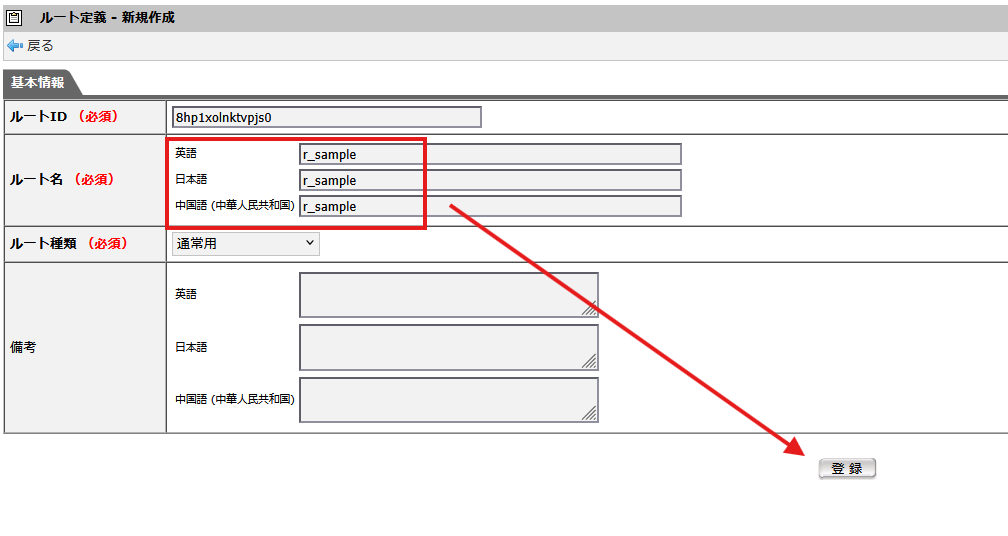 ルート定義 - 新規作成
戻る
基本情報
ルートID （必須） 8hp1xolnktvpjs0
ルート名 （必須）
英語 r_sample
日本語 r_sample
中国語 (中華人民共和国) r_sample
ルート種類 （必須） 通常用
備考
英語
日本語
中国語 (中華人民共和国)
登 録